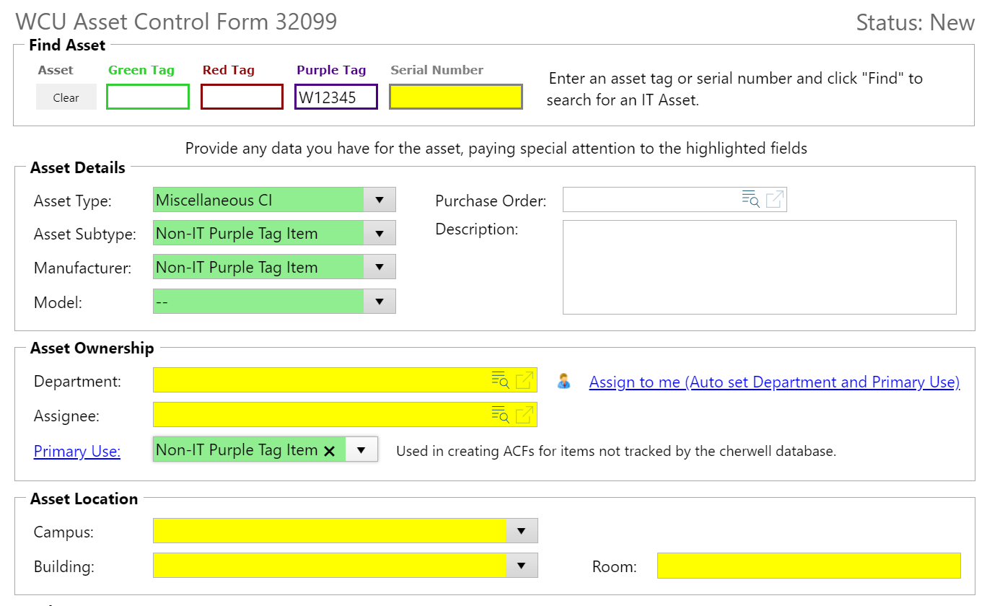 WCU Asset Control Form 32099 Status: New
Find Asset
Asset Green Tag Red Tag Purple Tag Serial Number
Clear W12345
Enter an asset tag or serial number and click "Find" to
search for an IT Asset.
Provide any data you have for the asset, paying special attention to the highlighted fields
Asset Details
Asset Type: Miscellaneous CI Purchase Order:
Asset Subtype: Non-IT Purple Tag Item Description:
Manufacturer: Non-IT Purple Tag Item
Model: --
Asset Ownership
Department: Assign to me (Auto set Department and Primary Use)
Assignee:
Primary Use: Non-IT Purple Tag Item Used in creating ACFs for items not tracked by the cherwell database.
Asset Location
Campus:
Building: Room: